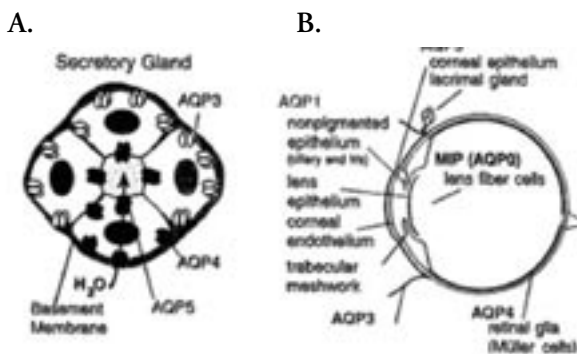 A.
Secretory Gland
AQP3
AQP4
H₂O
AQP5
Basement
Membrane
B.
corneal epithelium
lacrimal gland
AQP1
nonpigmented
epithelium
(ciliary and iris)
MIP (AQP0)
lens fiber cells
lens
epithelium
corneal
endothelium
trabecular
meshwork
AQP3
AQP4
retinal glia
(Müller cells)